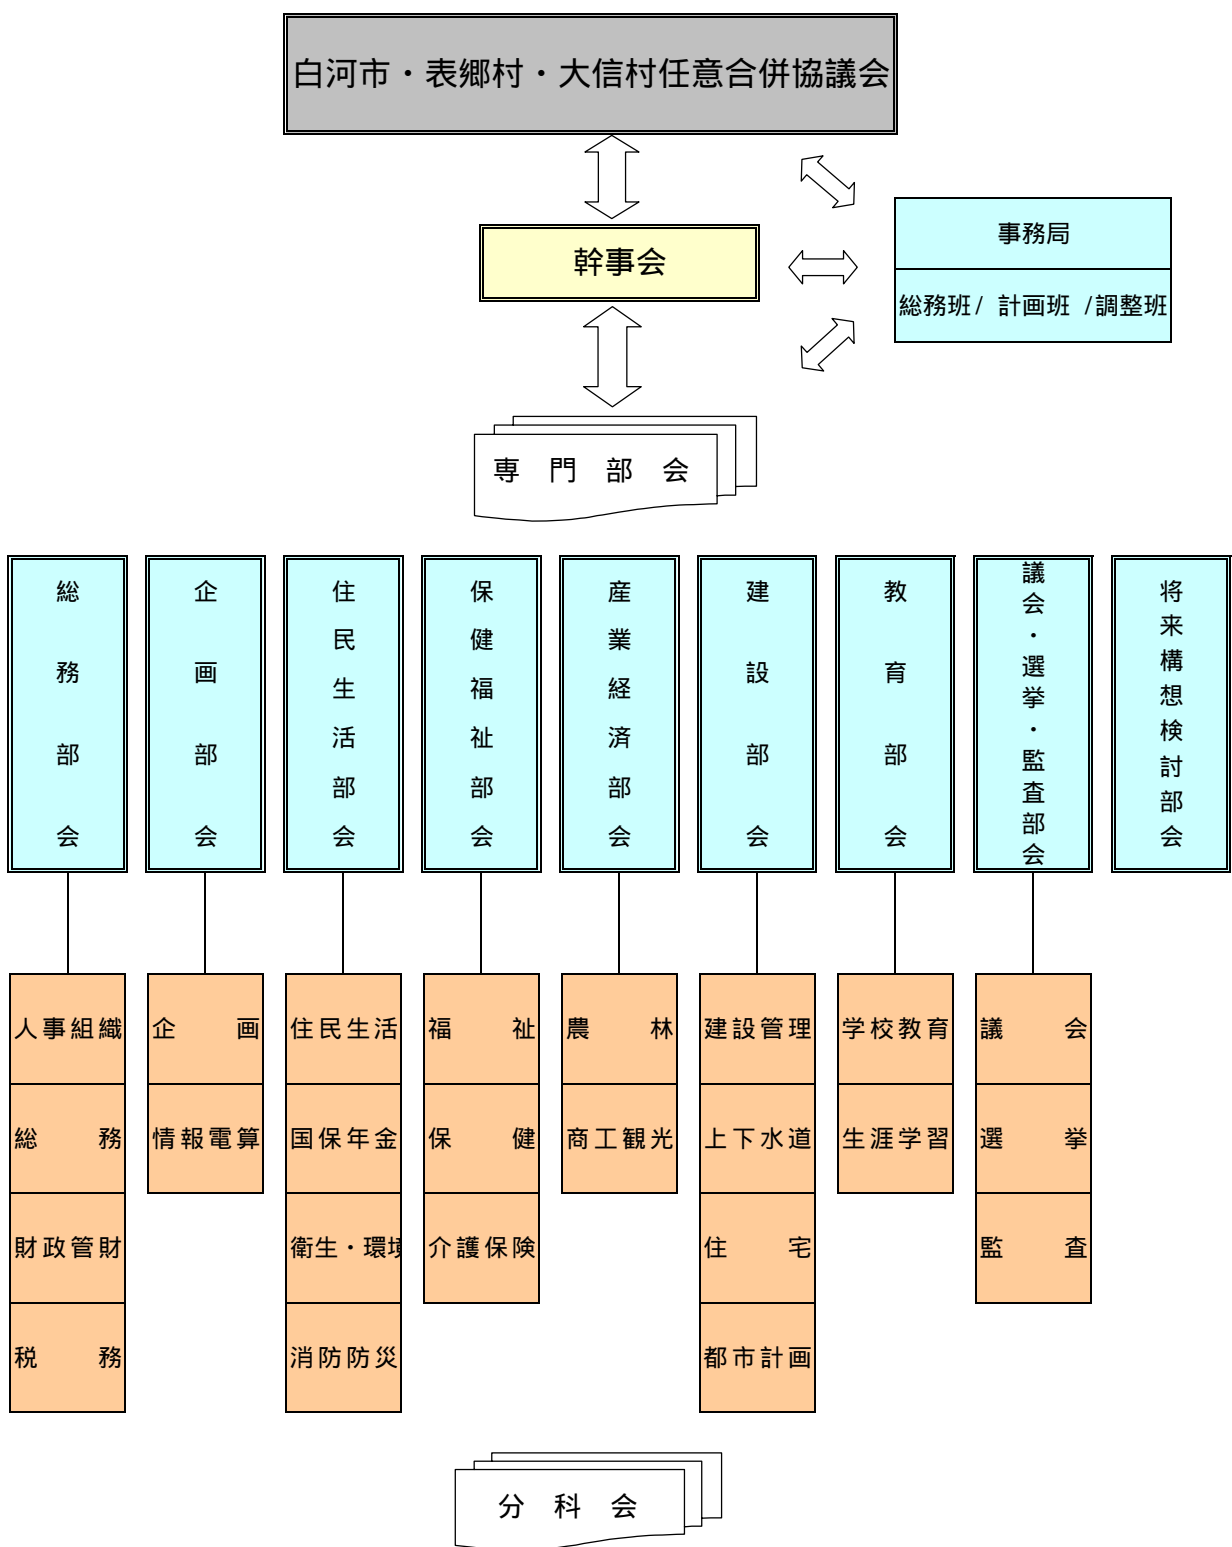 白河市・表郷村・大信村任意合併協議会
幹事会
事務局
総務班/ 計画班 /調整班
専門部会
総務部会
企画部会
住民生活部会
保健福祉部会
産業経済部会
建設部会
教育部会
議会・選挙・監査部会
将来構想検討部会
人事組織
総務
財政管財
税務
企画
情報電算
住民生活
国保年金
衛生・環境
消防防災
福祉
保健
介護保険
農林
商工観光
建設管理
上下水道
住宅
都市計画
学校教育
生涯学習
議会
選挙
監査
分科会